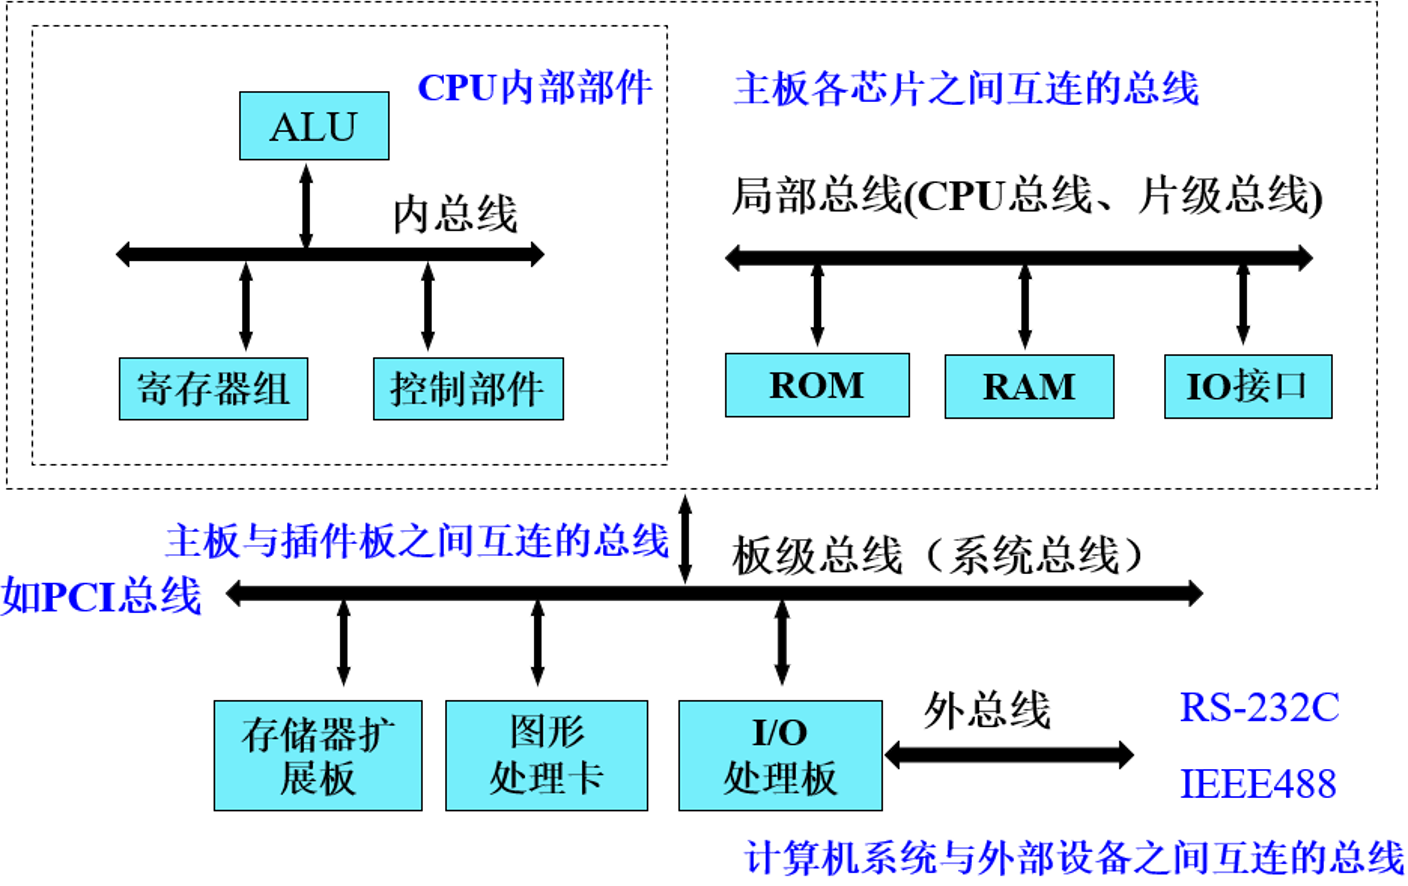 CPU内部部件
主板各芯片之间互连的总线
ALU
内总线
局部总线(CPU总线、片级总线)
寄存器组
控制部件
ROM
RAM
IO接口
主板与插件板之间互连的总线
板级总线（系统总线）
如PCI总线
存储器扩
展板
图形
处理卡
I/O
处理板
外总线
RS-232C
IEEE488
计算机系统与外部设备之间互连的总线